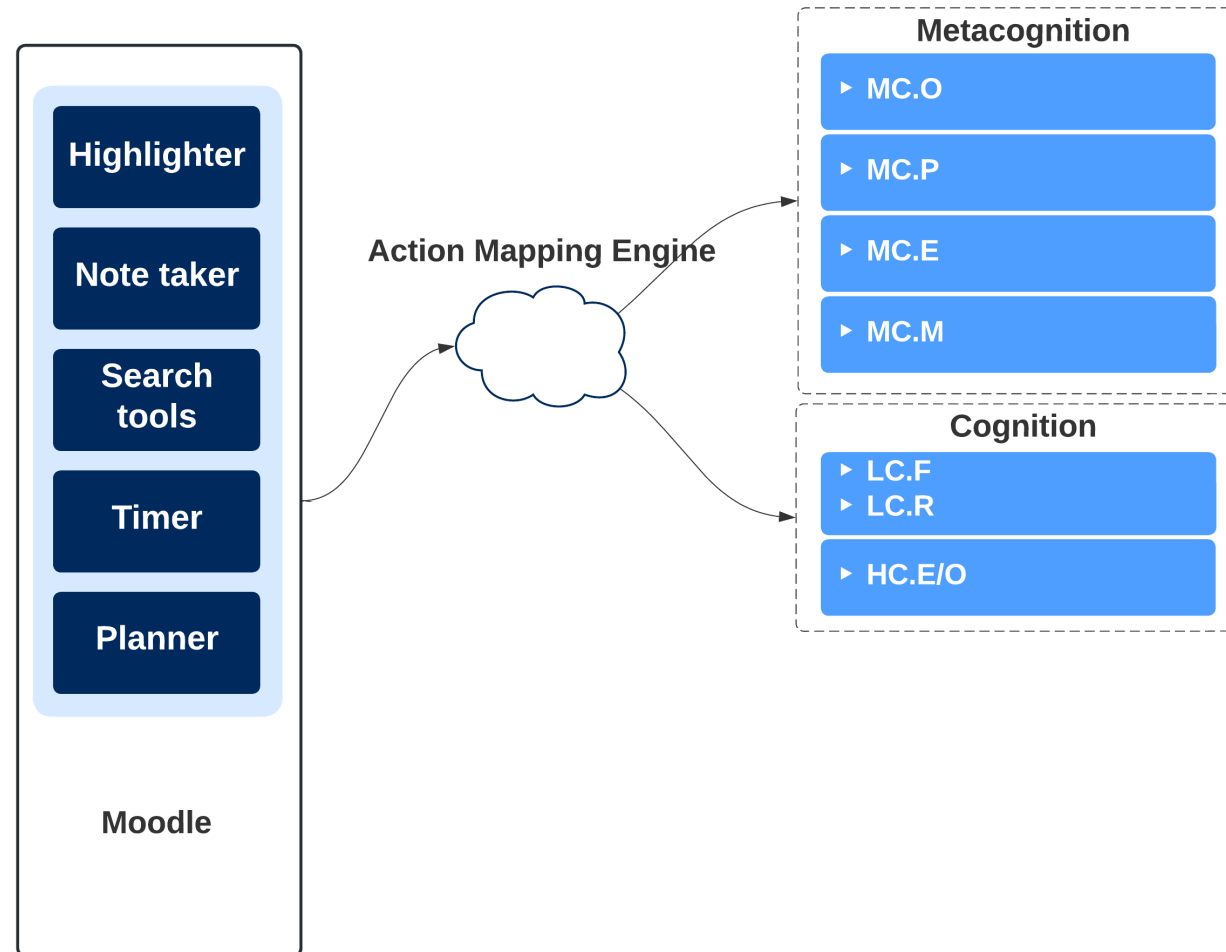 Highlighter
Note taker
Search
tools
Timer
Planner
Moodle
Action Mapping Engine
Metacognition
MC.O
MC.P
MC.E
MC.M
Cognition
LC.F
LC.R
HC.E/O